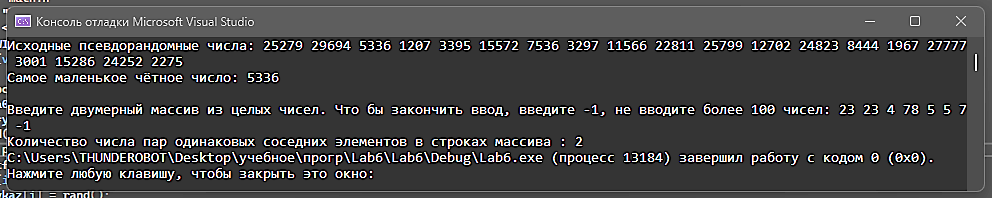 Консоль отладки Microsoft Visual Studio
Исходные псевдорандомные числа: 25279 29694 5336 1207 3395 15572 7536 3297 11566 22811 25799 12702 24823 8444 1967 27777
3001 15286 24252 2275
Самое маленькое чётное число: 5336
Введите двумерный массив из целых чисел. Что бы закончить ввод, введите -1, не вводите более 100 чисел: 23 23 4 78 5 5 7
-1
Количество числа пар одинаковых соседних элементов в строках массива : 2
C:\Users\THUNDEROBOT\Desktop\учебное\прогр\Lab6\Lab6\Debug\Lab6.exe (процесс 13184) завершил работу с кодом 0 (0x0).
Нажмите любую клавишу, чтобы закрыть это окно:
= rand();